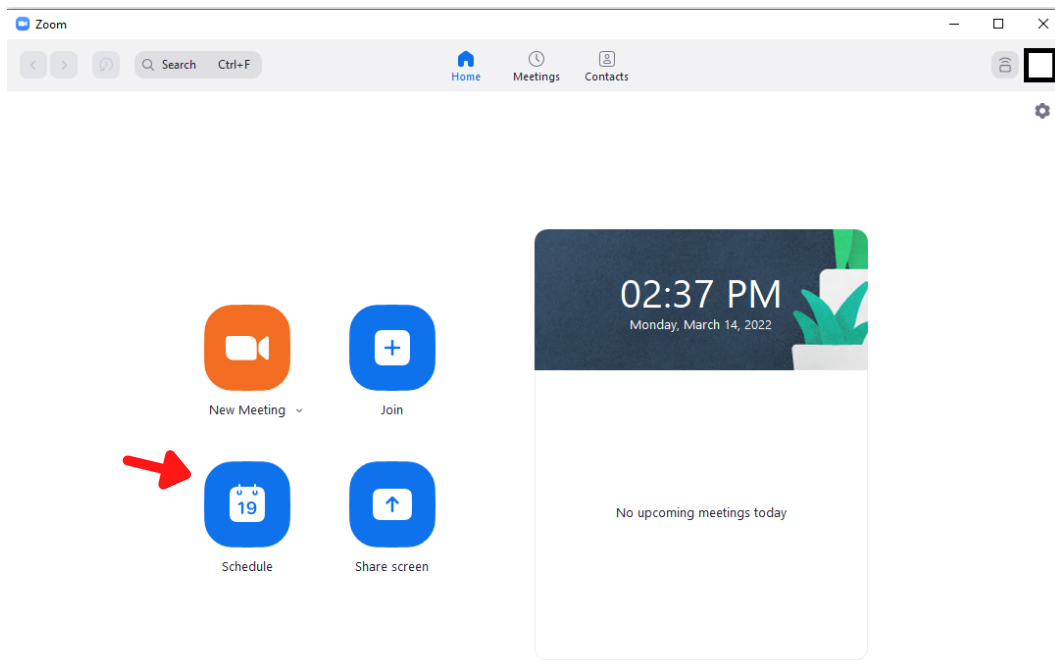 Zoom
Search Ctrl+F
Home
Meetings
Contacts
02:37 PM
Monday, March 14, 2022
New Meeting
Join
19
Schedule
Share screen
No upcoming meetings today